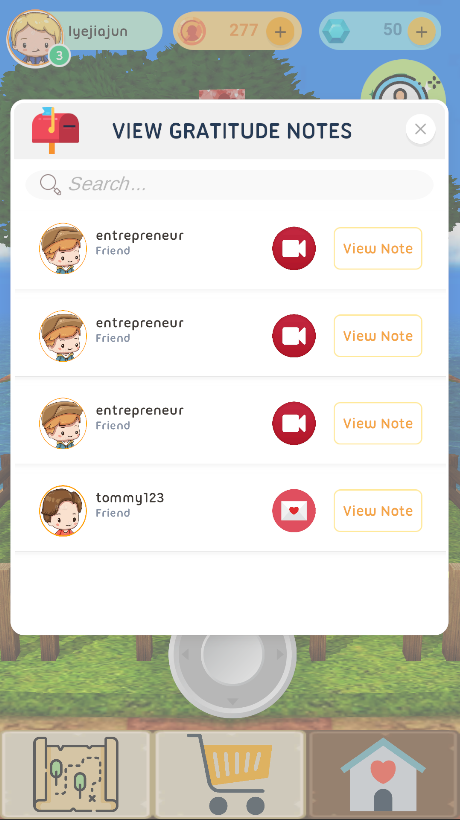 lyejiajun
277
+
50
+
3
VIEW GRATITUDE NOTES
Search...
entrepreneur
Friend
View Note
entrepreneur
Friend
View Note
entrepreneur
Friend
View Note
tommy123
Friend
View Note